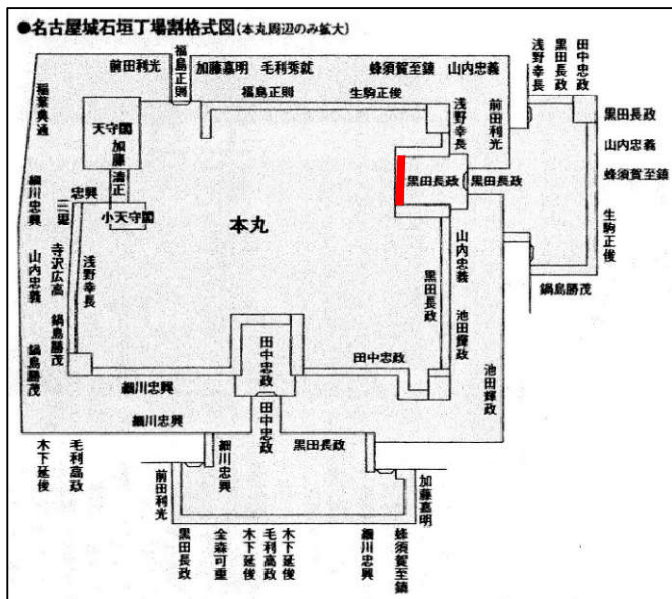 ●名古屋城石垣丁場割格式図(本丸周辺のみ拡大)
前田利光
福島正則
加藤嘉明
毛利秀就
蜂須賀至鎮
山内忠義
福島正則
生駒正俊
浅野幸長
前田利光
浅野幸長
黒田長政
田中忠政
黒田長政
山内忠義
蜂須賀至鎮
生駒正俊
鍋島勝茂
稲葉典通
天守閣
加藤清正
小天守閣
忠興
細川忠興
山内忠義
鍋島勝茂
寺沢広高
鍋島勝茂
浅野幸長
本丸
黒田長政
黒田長政
山内忠義
池田輝政
黒田長政
池田輝政
田中忠政
田中忠政
田中忠政
細川忠興
細川忠興
細川忠興
黒田長政
木下延俊
毛利高政
前田利光
加藤嘉明
黒田長政
金森可重
木下延俊
毛利高政
木下延俊
細川忠興
蜂須賀至鎮